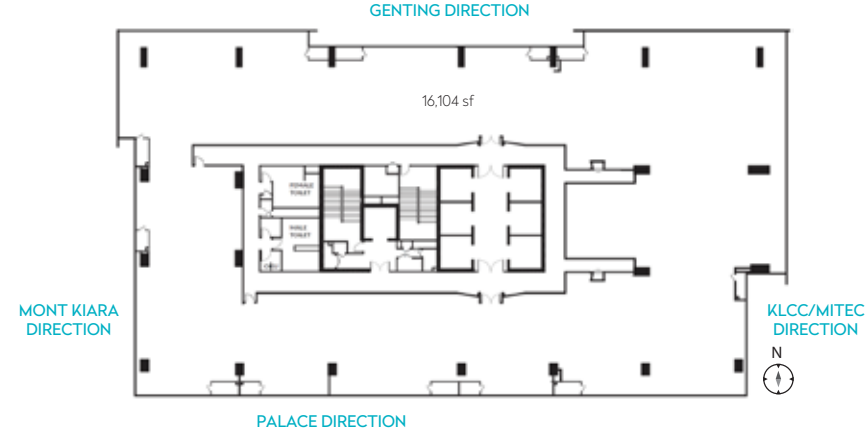 GENTING DIRECTION
16,104 sf
FEMALE
TOILET
MALE
TOILET
MONT KIARA
DIRECTION
KLCC/MITEC
DIRECTION
N
PALACE DIRECTION